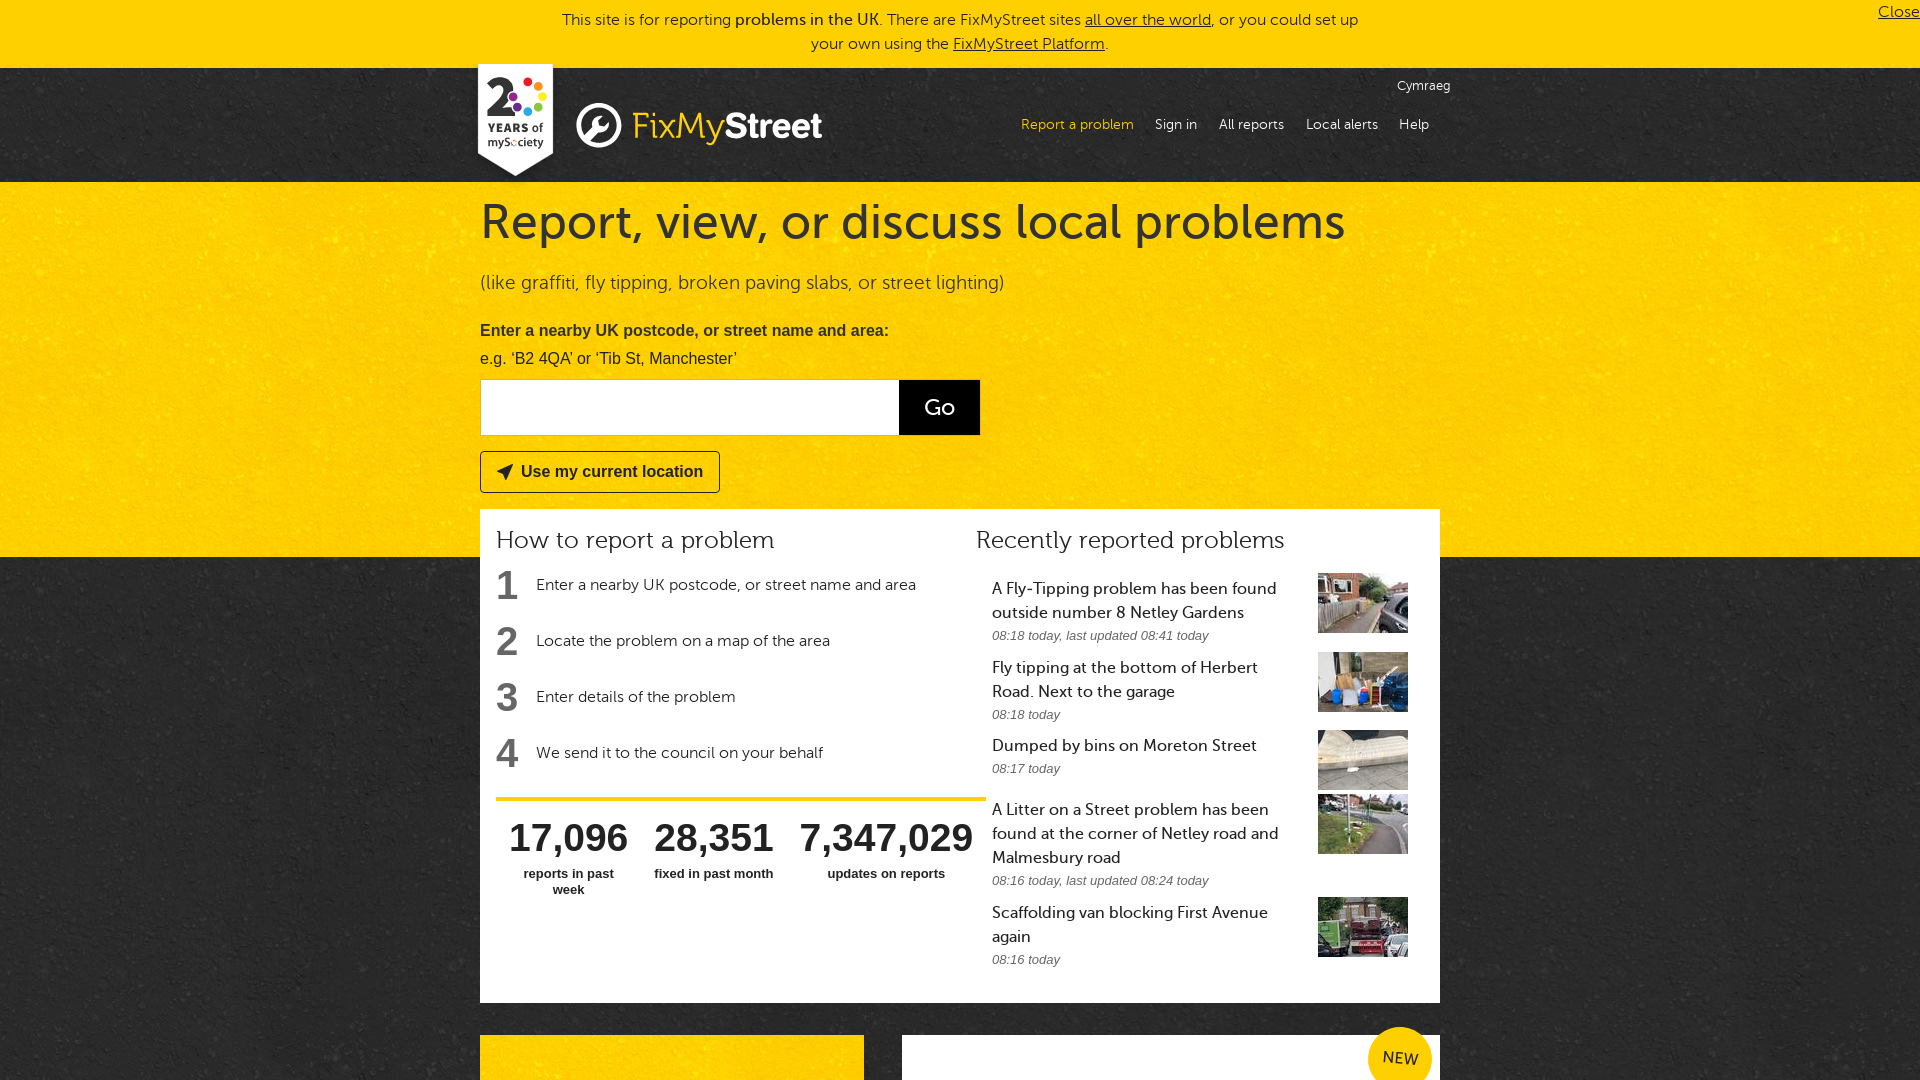 This site is for reporting problems in the UK. There are FixMyStreet sites all over the world, or you could set up
your own using the FixMyStreet Platform.
Close
20
YEARS of
mySociety
FixMyStreet
Cymraeg
Report a problem
Sign in
All reports
Local alerts
Help
Report, view, or discuss local problems
(like graffiti, fly tipping, broken paving slabs, or street lighting)
Enter a nearby UK postcode, or street name and area:
e.g. ‘B2 4QA’ or ‘Tib St, Manchester’
Go
Use my current location
How to report a problem
1 Enter a nearby UK postcode, or street name and area
2 Locate the problem on a map of the area
3 Enter details of the problem
4 We send it to the council on your behalf
17,096
reports in past
week
28,351
fixed in past month
7,347,029
updates on reports
Recently reported problems
A Fly-Tipping problem has been found
outside number 8 Netley Gardens
08:18 today, last updated 08:41 today
Fly tipping at the bottom of Herbert
Road. Next to the garage
08:18 today
Dumped by bins on Moreton Street
08:17 today
A Litter on a Street problem has been
found at the corner of Netley road and
Malmesbury road
08:16 today, last updated 08:24 today
Scaffolding van blocking First Avenue
again
08:16 today
NEW